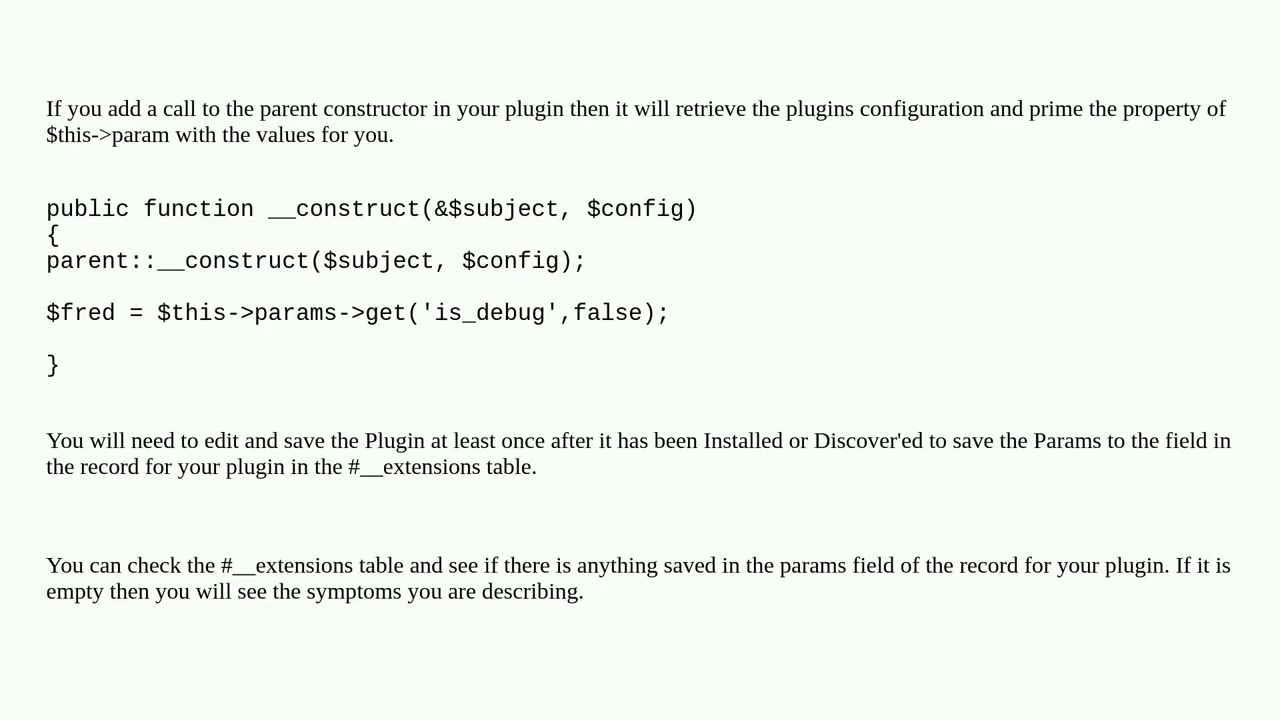 If you add a call to the parent constructor in your plugin then it will retrieve the plugins configuration and prime the property of
$this->param with the values for you.
public function __construct(&$subject, $config)
{
parent::__construct($subject, $config);
$fred = $this->params->get('is_debug',false);
}
You will need to edit and save the Plugin at least once after it has been Installed or Discover'ed to save the Params to the field in
the record for your plugin in the #__extensions table.
You can check the #__extensions table and see if there is anything saved in the params field of the record for your plugin. If it is
empty then you will see the symptoms you are describing.